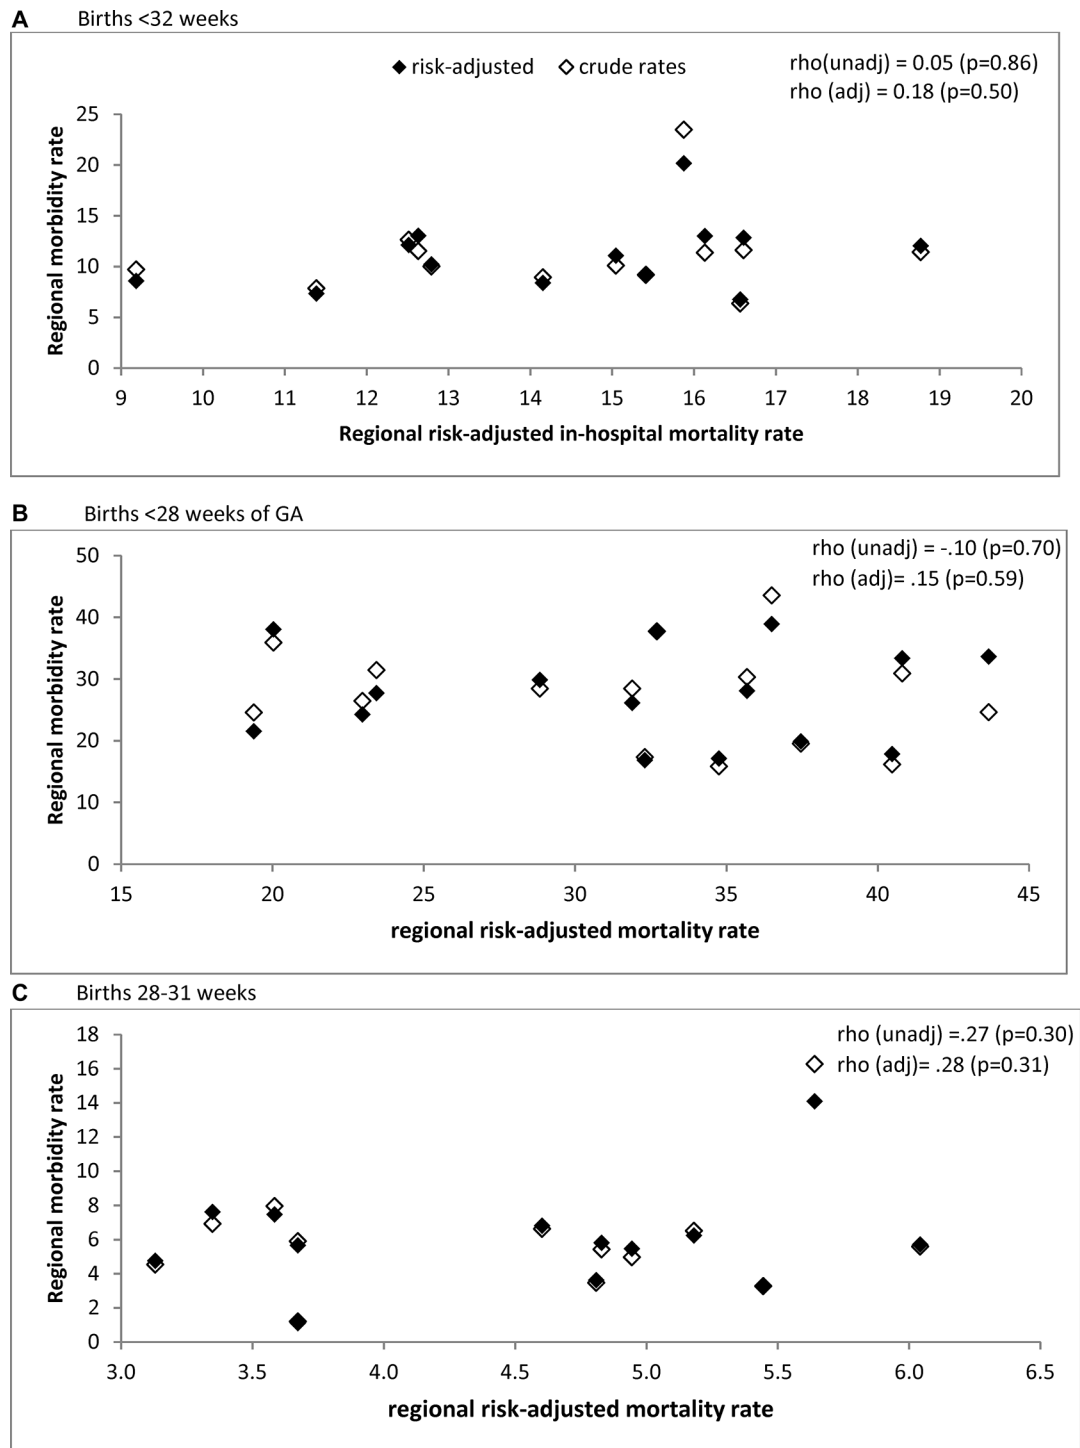 A Births <32 weeks
risk-adjusted crude rates
rho(unadj) = 0.05 (p=0.86)
rho (adj) = 0.18 (p=0.50)
Regional morbidity rate
25
20
15
10
5
0
9 10 11 12 13 14 15 16 17 18 19 20
Regional risk-adjusted in-hospital mortality rate
B Births <28 weeks of GA
rho (unadj) = -.10 (p=0.70)
rho (adj)= .15 (p=0.59)
Regional morbidity rate
50
40
30
20
10
0
15 20 25 30 35 40 45
regional risk-adjusted mortality rate
C Births 28-31 weeks
rho (unadj) =.27 (p=0.30)
rho (adj)= .28 (p=0.31)
Regional morbidity rate
18
16
14
12
10
8
6
4
2
0
3.0 3.5 4.0 4.5 5.0 5.5 6.0 6.5
regional risk-adjusted mortality rate